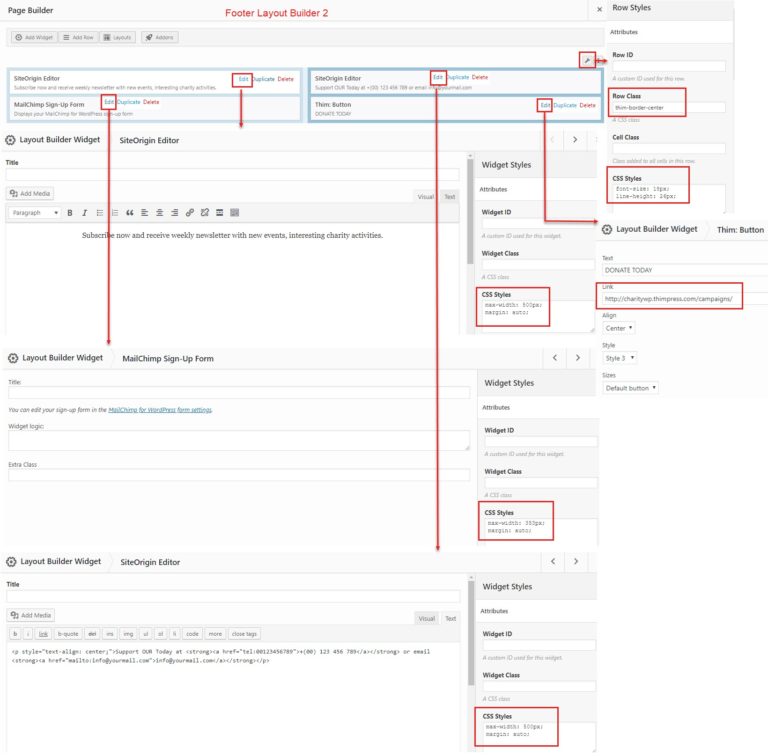 Page Builder
Footer Layout Builder 2
×
Row Styles
Attributes
Add Widget
Add Row
Layouts
Addons
Row ID
A custom ID used for this row.
SiteOrigin Editor
Edit Duplicate Delete
Subscribe now and receive weekly newsletter with new events, interesting charity activities.
SiteOrigin Editor
Edit Duplicate Delete
Support OUR Today at +(00) 123 456 789 or email info@yourmail.com
MailChimp Sign-Up Form
Edit Duplicate Delete
Displays your MailChimp for WordPress sign-up form
Thim: Button
Edit Duplicate Delete
DONATE TODAY
Row Class
thim-border-center
A CSS class
Cell Class
Class added to all cells in this row.
CSS Styles
font-size: 18px;
line-height: 28px;
Layout Builder Widget
SiteOrigin Editor
Title
Add Media
Visual
Text
Paragraph
B
I
Subscribe now and receive weekly newsletter with new events, interesting charity activities.
Widget Styles
Attributes
Widget ID
A custom ID used for this widget.
Widget Class
A CSS class
CSS Styles
max-width: 500px;
margin: auto;
Layout Builder Widget
Thim: Button
Text
DONATE TODAY
Link
http://charitywp.thimpress.com/campaigns/
Align
Center
Style
Style 3
Sizes
Default button
Layout Builder Widget
MailChimp Sign-Up Form
Title:
You can edit your sign-up form in the MailChimp for WordPress form settings.
Widget logic:
Extra Class
Widget Styles
Attributes
Widget ID
A custom ID used for this widget.
Widget Class
A CSS class
CSS Styles
max-width: 383px;
margin: auto;
Layout Builder Widget
SiteOrigin Editor
Title
Add Media
Visual
Text
b
i
link
b-quote
del
ins
img
ul
ol
li
code
more
close tags
<p style="text-align: center;">Support OUR Today at <strong><a href="tel:00123456789">+(00) 123 456 789</a></strong> or email
<strong><a href="mailto:info@yourmail.com">info@yourmail.com</a></strong></p>
Widget Styles
Attributes
Widget ID
A custom ID used for this widget.
Widget Class
A CSS class
CSS Styles
max-width: 500px;
margin: auto;